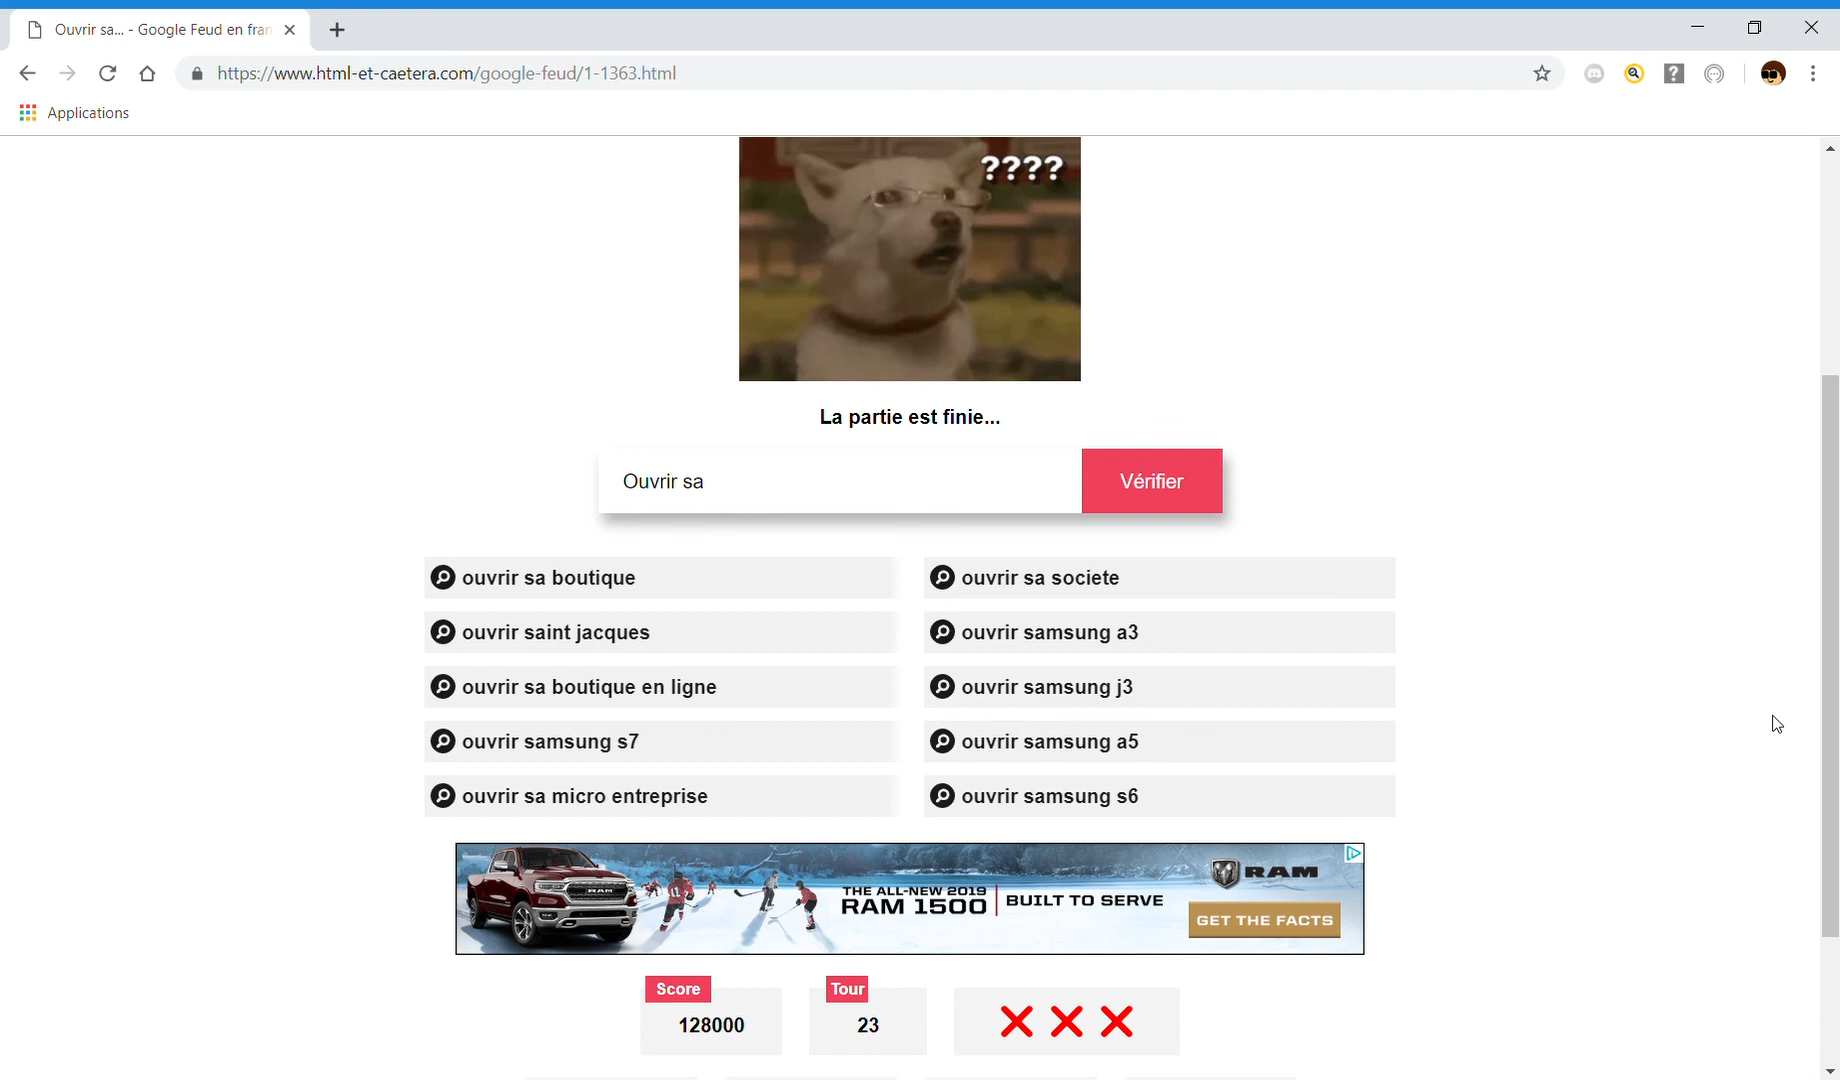 Ouvrir sa... - Google Feud en fran
https://www.html-et-caetera.com/google-feud/1-1363.html
Applications
????
La partie est finie...
Ouvrir sa
Vérifier
ouvrir sa boutique
ouvrir sa societe
ouvrir saint jacques
ouvrir samsung a3
ouvrir sa boutique en ligne
ouvrir samsung j3
ouvrir samsung s7
ouvrir samsung a5
ouvrir sa micro entreprise
ouvrir samsung s6
THE ALL-NEW 2019
RAM 1500
BUILT TO SERVE
RAM
GET THE FACTS
RAM
11
Score
128000
Tour
23